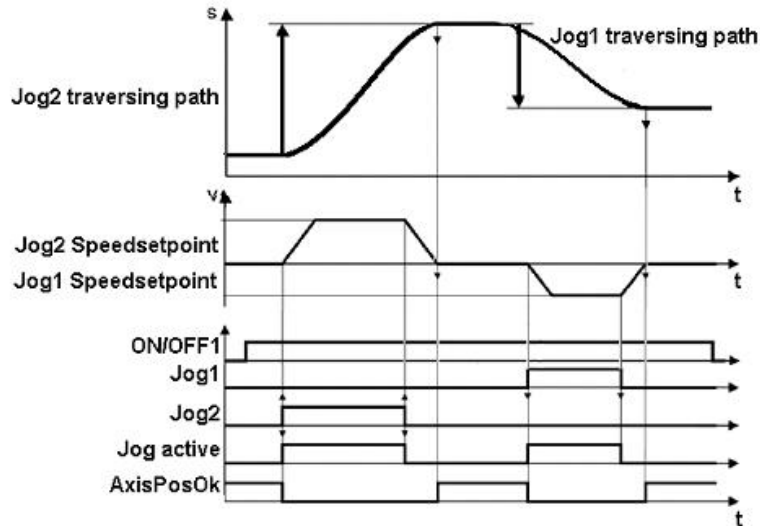 s
Jog1 traversing path
Jog2 traversing path
t
v
Jog2 Speedsetpoint
Jog1 Speedsetpoint
t
ON/OFF1
Jog1
Jog2
Jog active
AxisPosOk
t